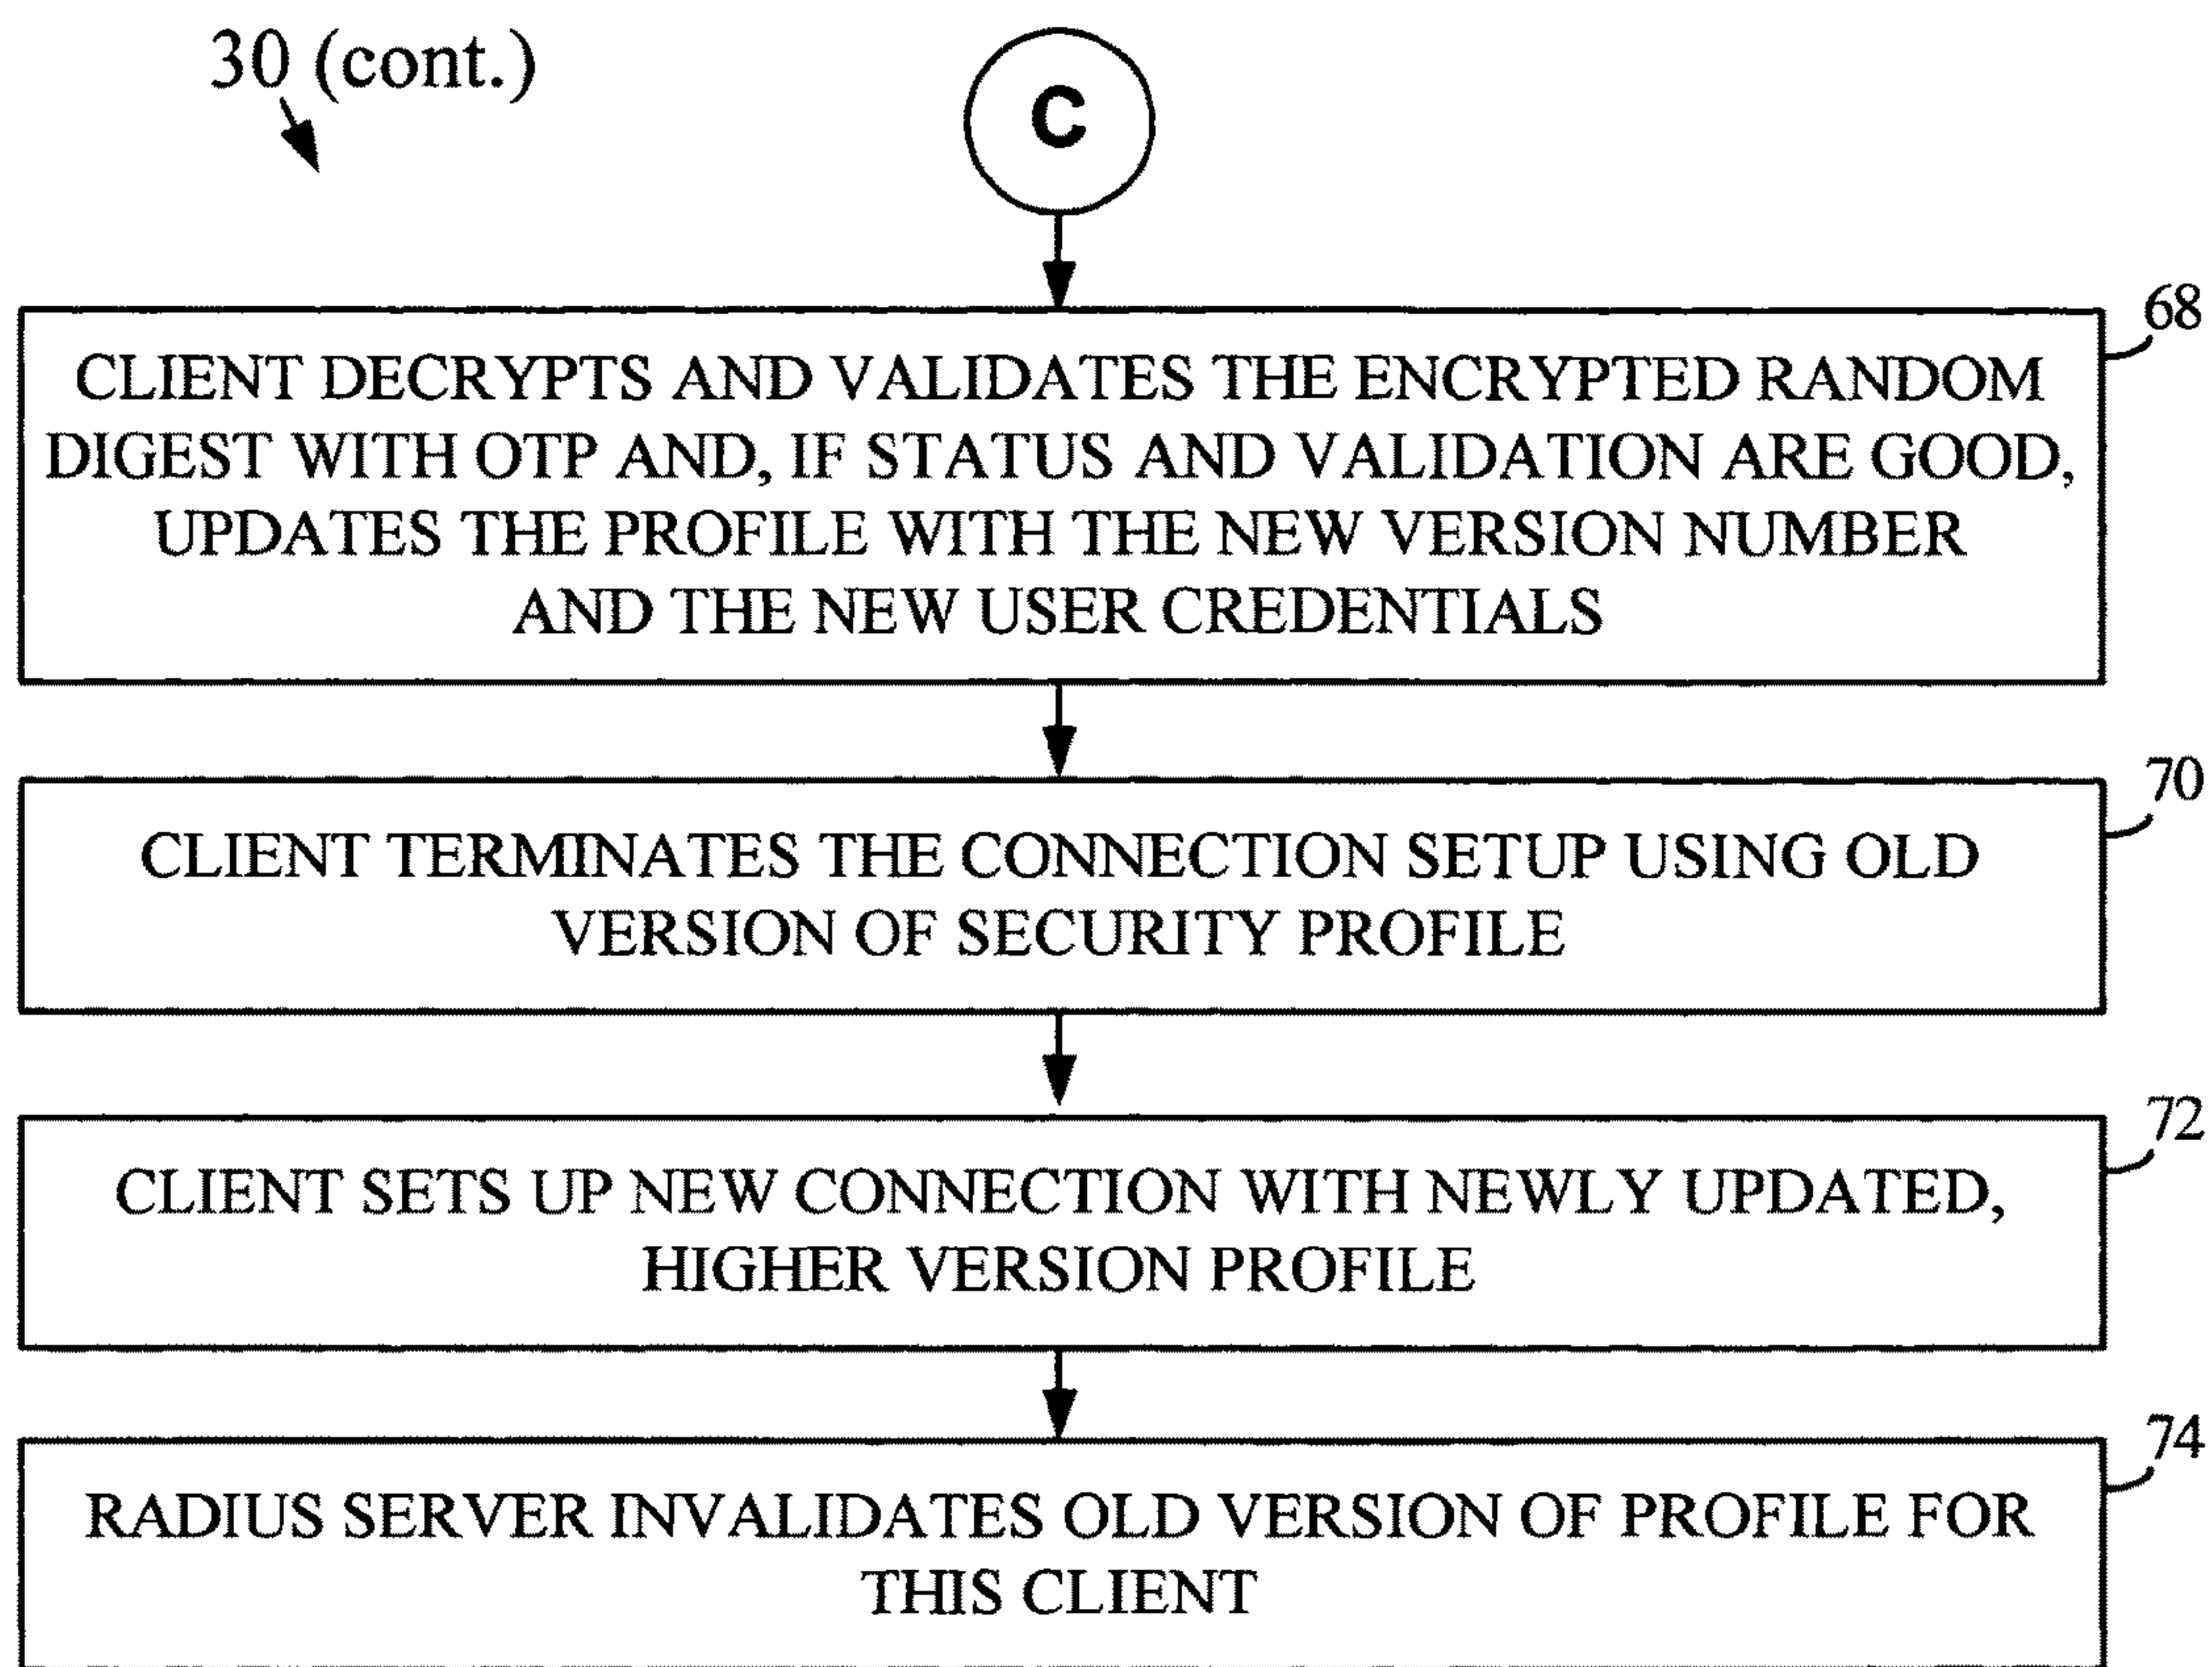 30 (cont.)
C
68
CLIENT DECRYPTS AND VALIDATES THE ENCRYPTED RANDOM
DIGEST WITH OTP AND, IF STATUS AND VALIDATION ARE GOOD,
UPDATES THE PROFILE WITH THE NEW VERSION NUMBER
AND THE NEW USER CREDENTIALS
70
CLIENT TERMINATES THE CONNECTION SETUP USING OLD
VERSION OF SECURITY PROFILE
72
CLIENT SETS UP NEW CONNECTION WITH NEWLY UPDATED,
HIGHER VERSION PROFILE
74
RADIUS SERVER INVALIDATES OLD VERSION OF PROFILE FOR
THIS CLIENT